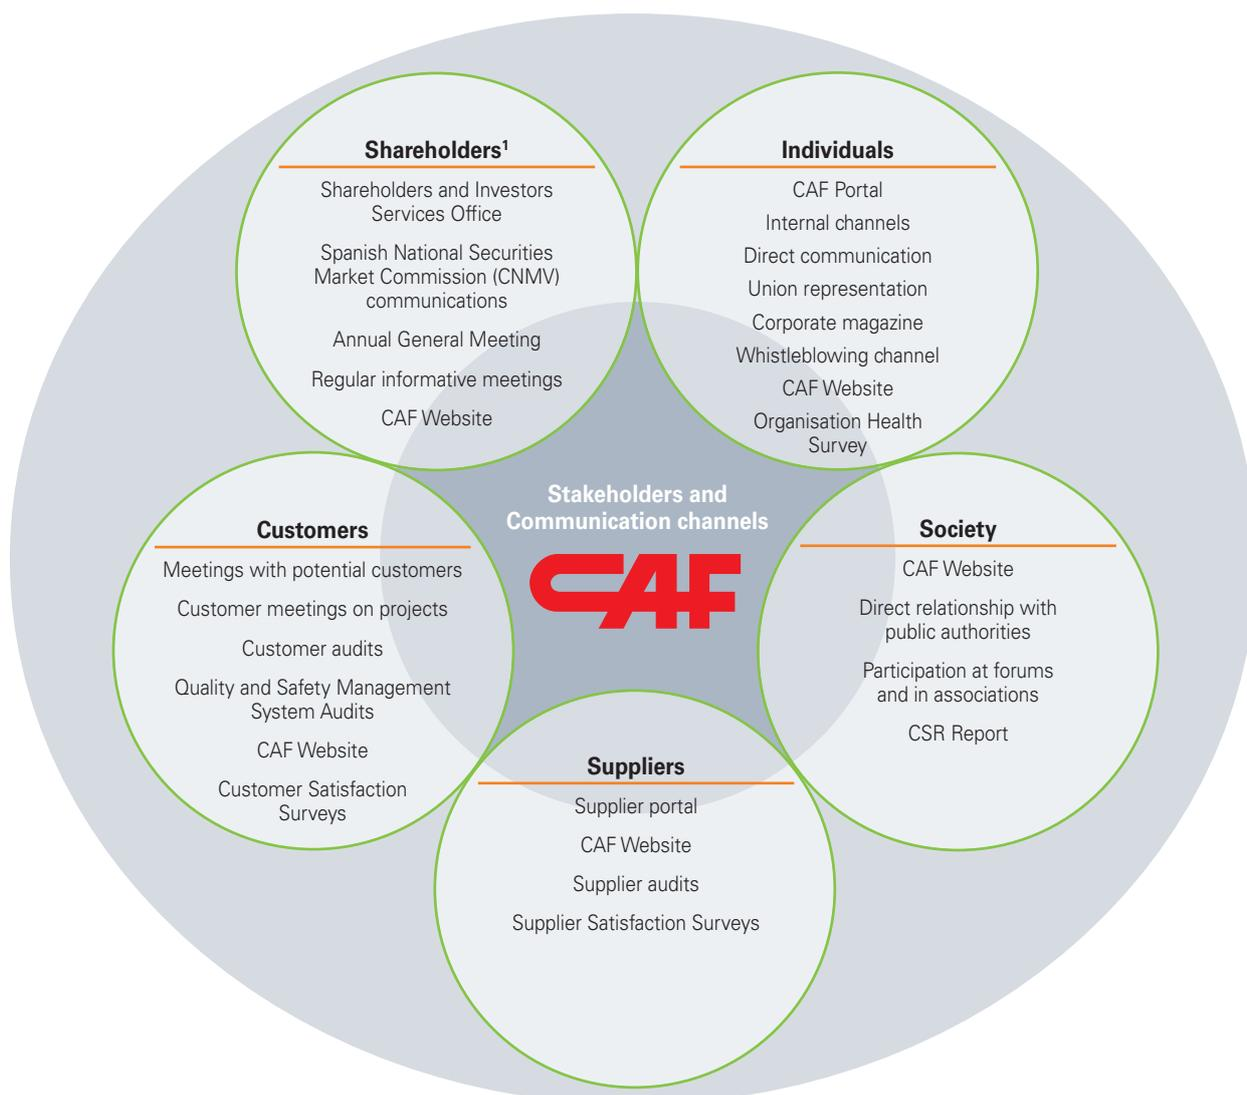 Shareholders¹
Shareholders and Investors
Services Office
Spanish National Securities
Market Commission (CNMV)
communications
Annual General Meeting
Regular informative meetings
CAF Website
Individuals
CAF Portal
Internal channels
Direct communication
Union representation
Corporate magazine
Whistleblowing channel
CAF Website
Organisation Health
Survey
Stakeholders and
Communication channels
CAF
Customers
Meetings with potential customers
Customer meetings on projects
Customer audits
Quality and Safety Management
System Audits
CAF Website
Customer Satisfaction
Surveys
Society
CAF Website
Direct relationship with
public authorities
Participation at forums
and in associations
CSR Report
Suppliers
Supplier portal
CAF Website
Supplier audits
Supplier Satisfaction Surveys